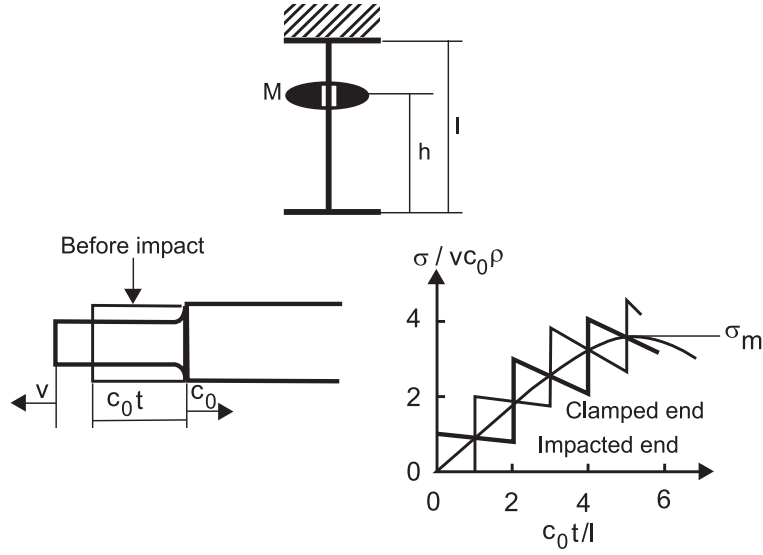 M
l
h
Before impact
v
c₀t
c₀
σ / vc₀ρ
4
2
0
σₘ
Clamped end
Impacted end
0
2
4
6
c₀t/l